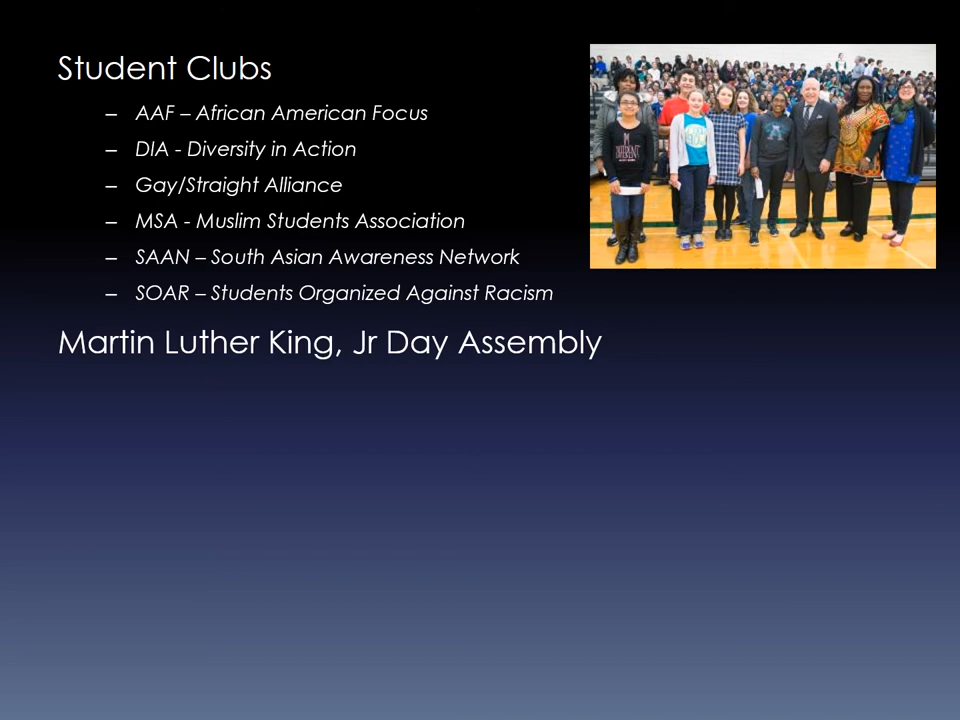 Student Clubs
– AAF – African American Focus
– DIA - Diversity in Action
– Gay/Straight Alliance
– MSA - Muslim Students Association
– SAAN – South Asian Awareness Network
– SOAR – Students Organized Against Racism
Martin Luther King, Jr Day Assembly